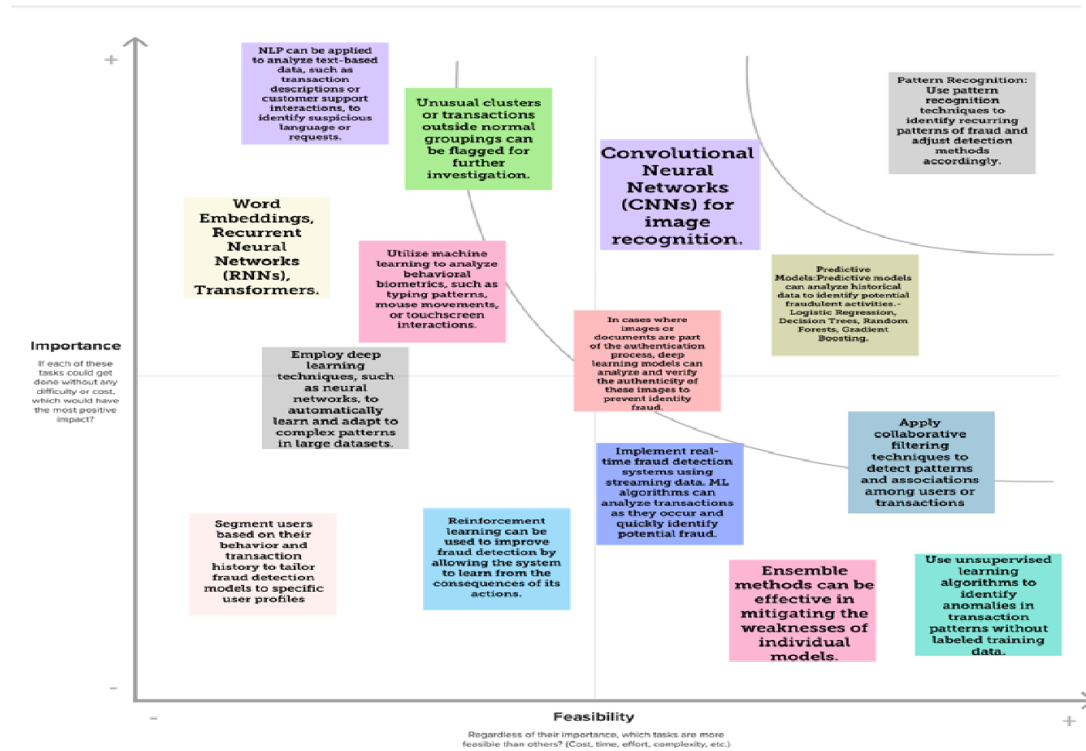 +
NLP can be applied
to analyze text-based
data, such as
transaction
descriptions or
customer support
interactions, to
identify suspicious
language or
requests.
Unusual clusters
or transactions
outside normal
groupings can
be flagged for
further
investigation.
Pattern Recognition:
Use pattern
recognition
techniques to
identify recurring
patterns of fraud and
adjust detection
methods
accordingly.
Convolutional
Neural
Networks
(CNNs) for
image
recognition.
Word
Embeddings,
Recurrent
Neural
Networks
(RNNs),
Transformers.
Utilize machine
learning to analyze
behavioral
biometrics, such as
typing patterns,
mouse movements,
or touchscreen
interactions.
Predictive
Models:Predictive models
can analyze historical
data to identify potential
fraudulent activities.-
Logistic Regression,
Decision Trees, Random
Forests, Gradient
Boosting.
In cases where
images or
documents are part
of the authentication
process, deep
learning models can
analyze and verify
the authenticity of
these images to
prevent identity
fraud.
Importance
If each of these
tasks could get
done without any
difficulty or cost,
which would have
the most positive
impact?
Employ deep
learning
techniques, such
as neural
networks, to
automatically
learn and adapt to
complex patterns
in large datasets.
Apply
collaborative
filtering
techniques to
detect patterns
and associations
among users or
transactions
Implement real-
time fraud detection
systems using
streaming data. ML
algorithms can
analyze transactions
as they occur and
quickly identify
potential fraud.
Segment users
based on their
behavior and
transaction
history to tailor
fraud detection
models to specific
user profiles
Reinforcement
learning can be
used to improve
fraud detection by
allowing the system
to learn from the
consequences of its
actions.
Ensemble
methods can be
effective in
mitigating the
weaknesses of
individual
models.
Use unsupervised
learning
algorithms to
identify
anomalies in
transaction
patterns without
labeled training
data.
-
-
Feasibility
+
Regardless of their importance, which tasks are more
feasible than others? (Cost, time, effort, complexity, etc.)